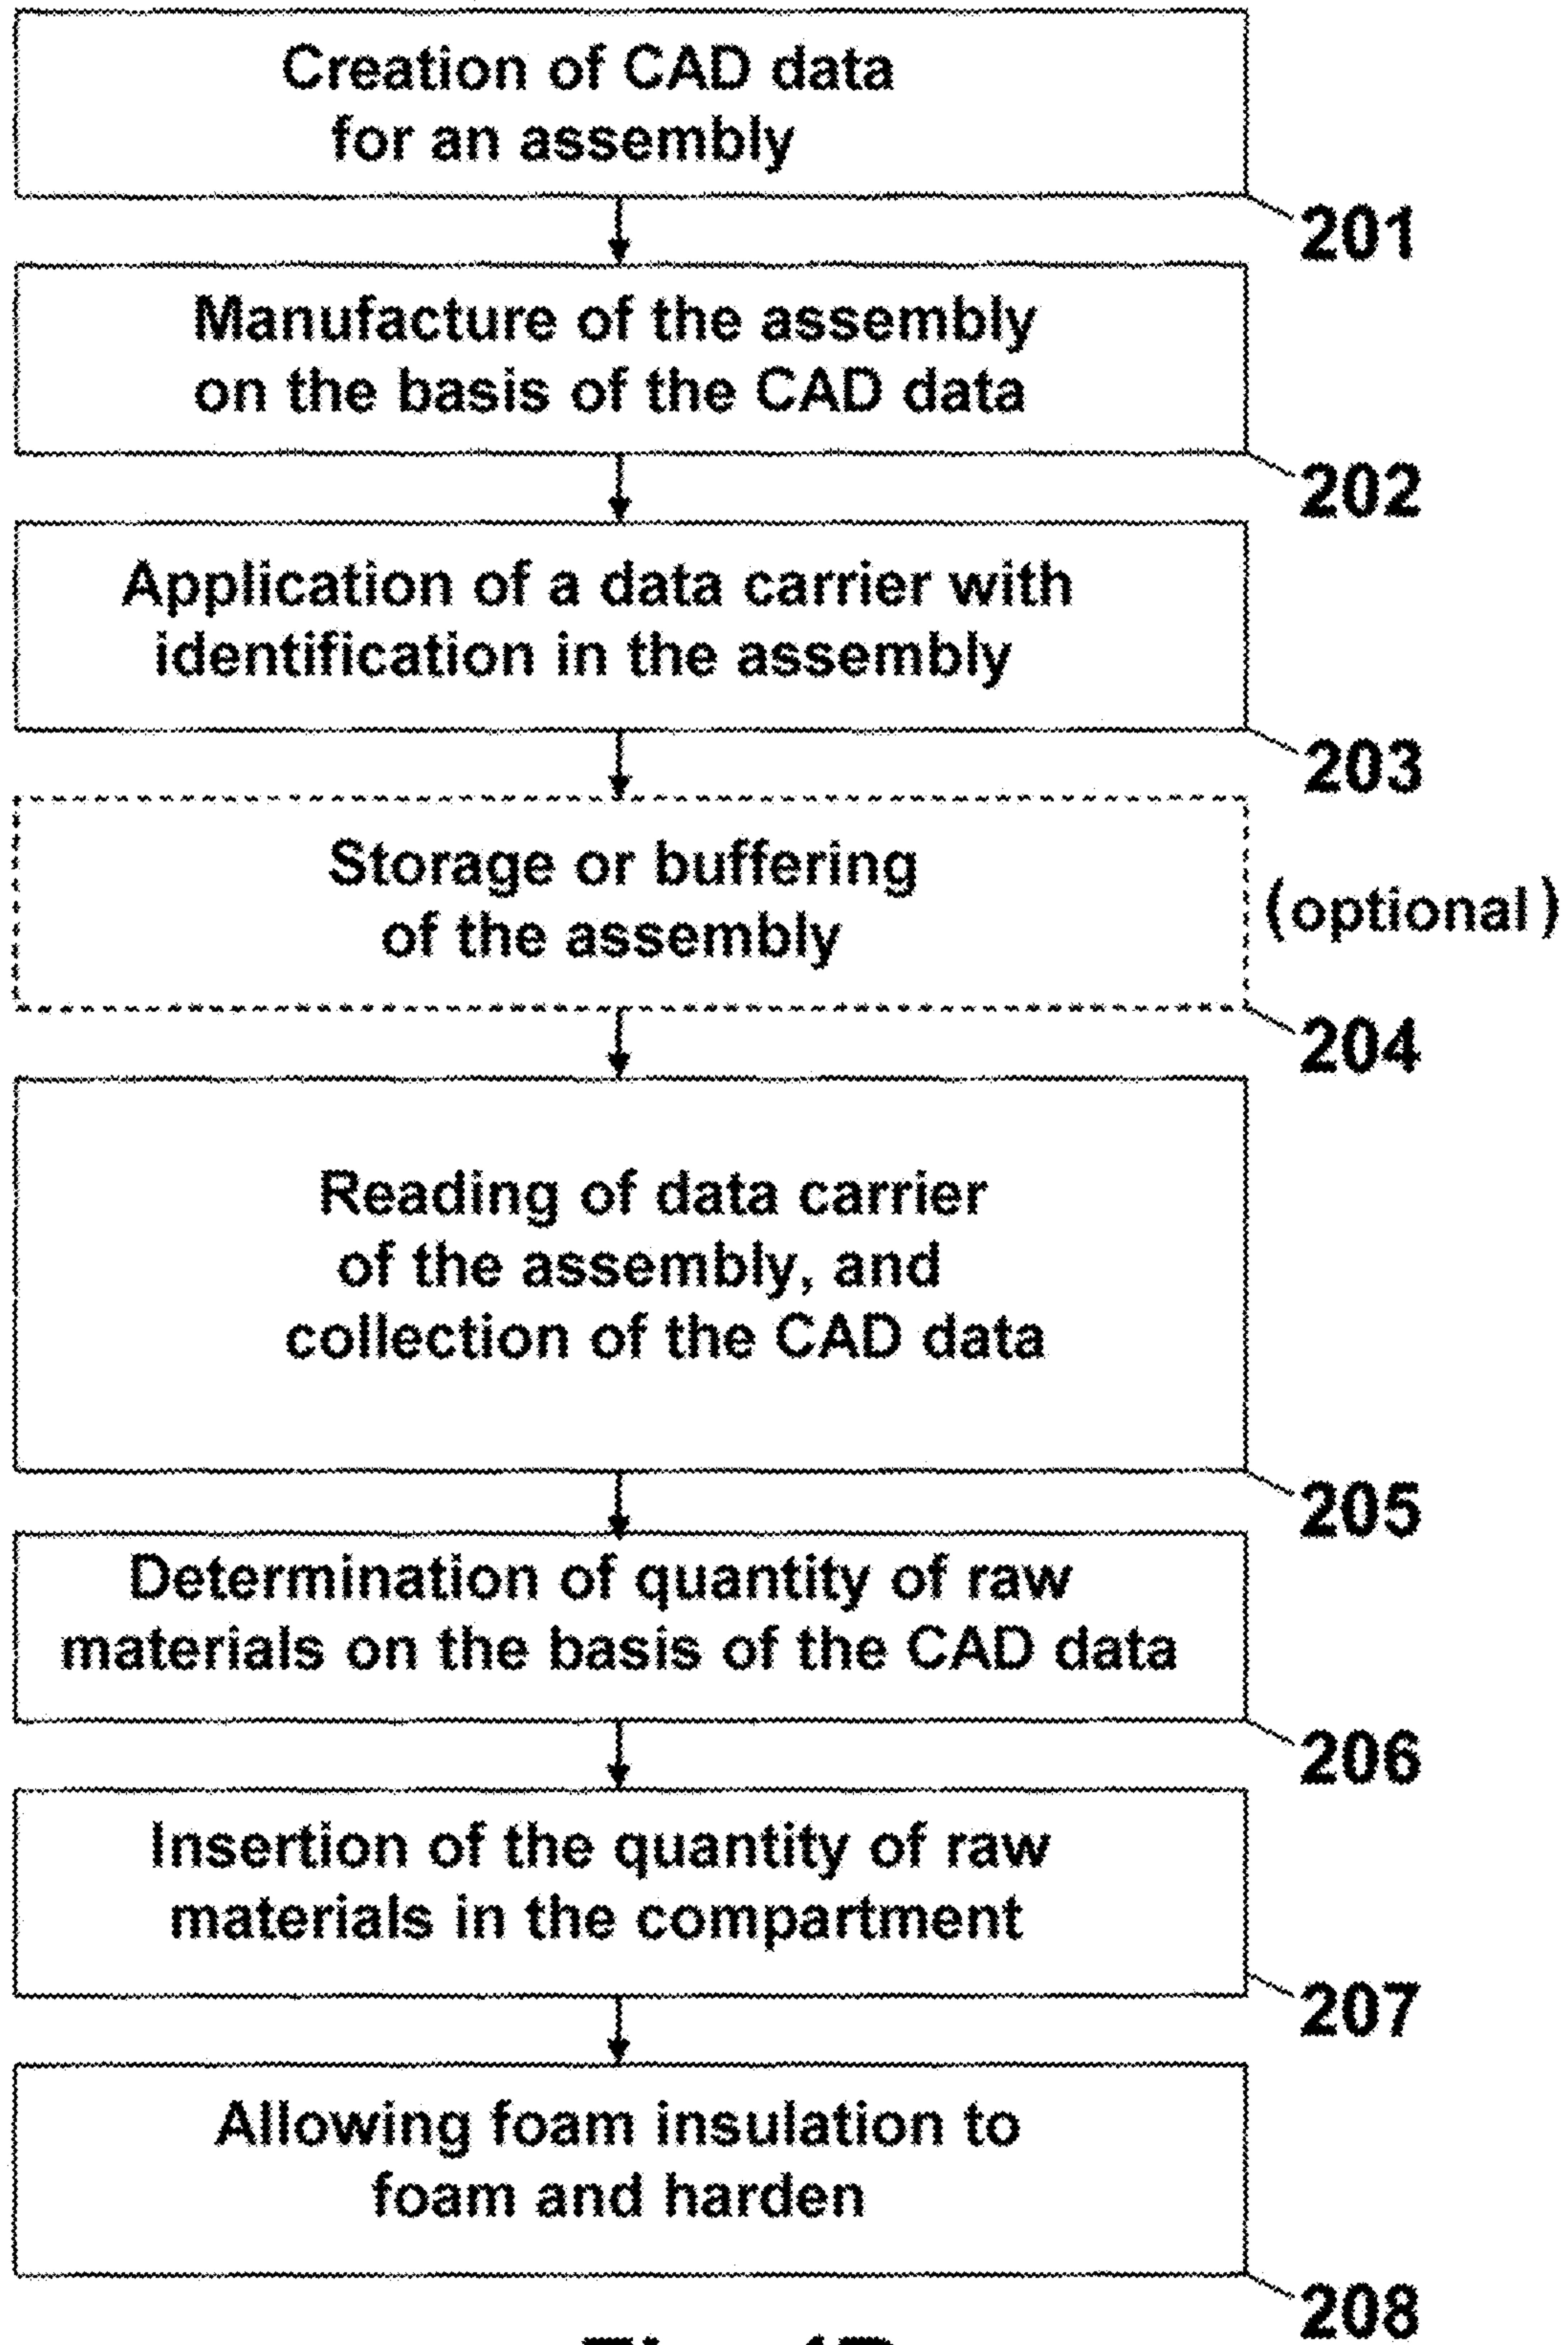 Creation of CAD data
for an assembly
201
Manufacture of the assembly
on the basis of the CAD data
202
Application of a data carrier with
identification in the assembly
203
Storage or buffering
of the assembly
(optional)
204
Reading of data carrier
of the assembly, and
collection of the CAD data
205
Determination of quantity of raw
materials on the basis of the CAD data
206
Insertion of the quantity of raw
materials in the compartment
207
Allowing foam insulation to
foam and harden
208